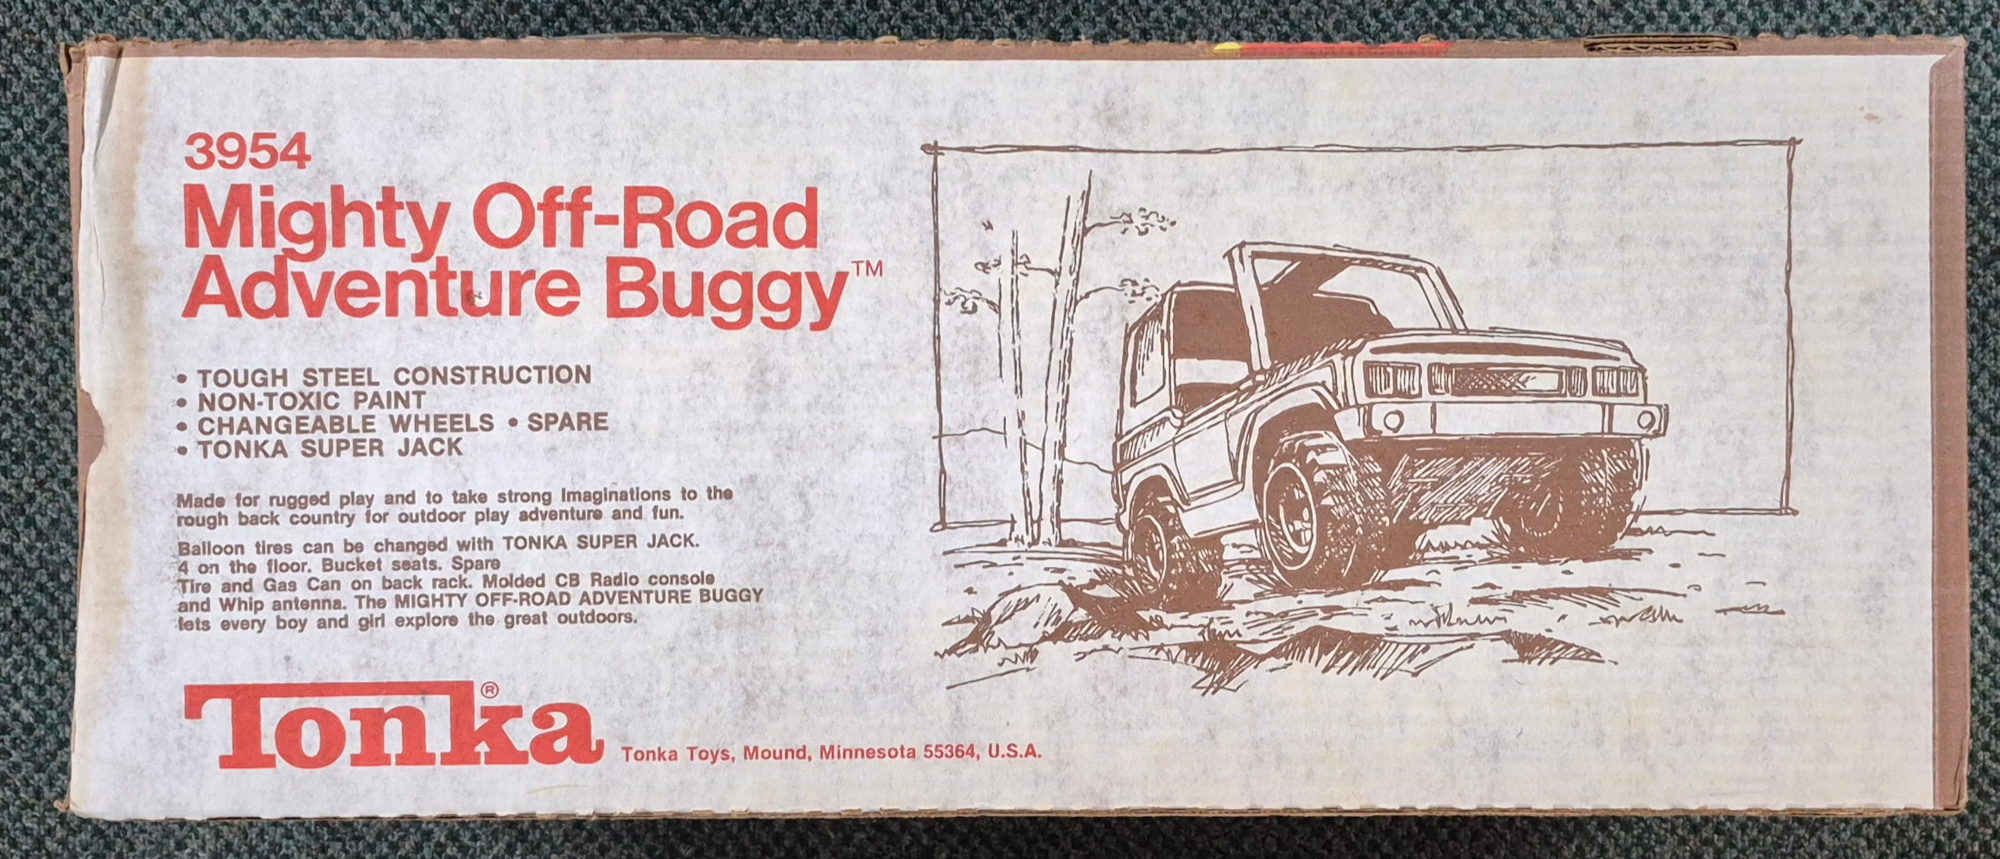 3954
Mighty Off-Road
Adventure Buggy™
• TOUGH STEEL CONSTRUCTION
• NON-TOXIC PAINT
• CHANGEABLE WHEELS • SPARE
• TONKA SUPER JACK
Made for rugged play and to take strong Imaginations to the
rough back country for outdoor play adventure and fun.
Balloon tires can be changed with TONKA SUPER JACK.
4 on the floor. Bucket seats. Spare
Tire and Gas Can on back rack. Molded CB Radio console
and Whip antenna. The MIGHTY OFF-ROAD ADVENTURE BUGGY
lets every boy and girl explore the great outdoors.
Tonka®
Tonka Toys, Mound, Minnesota 55364, U.S.A.